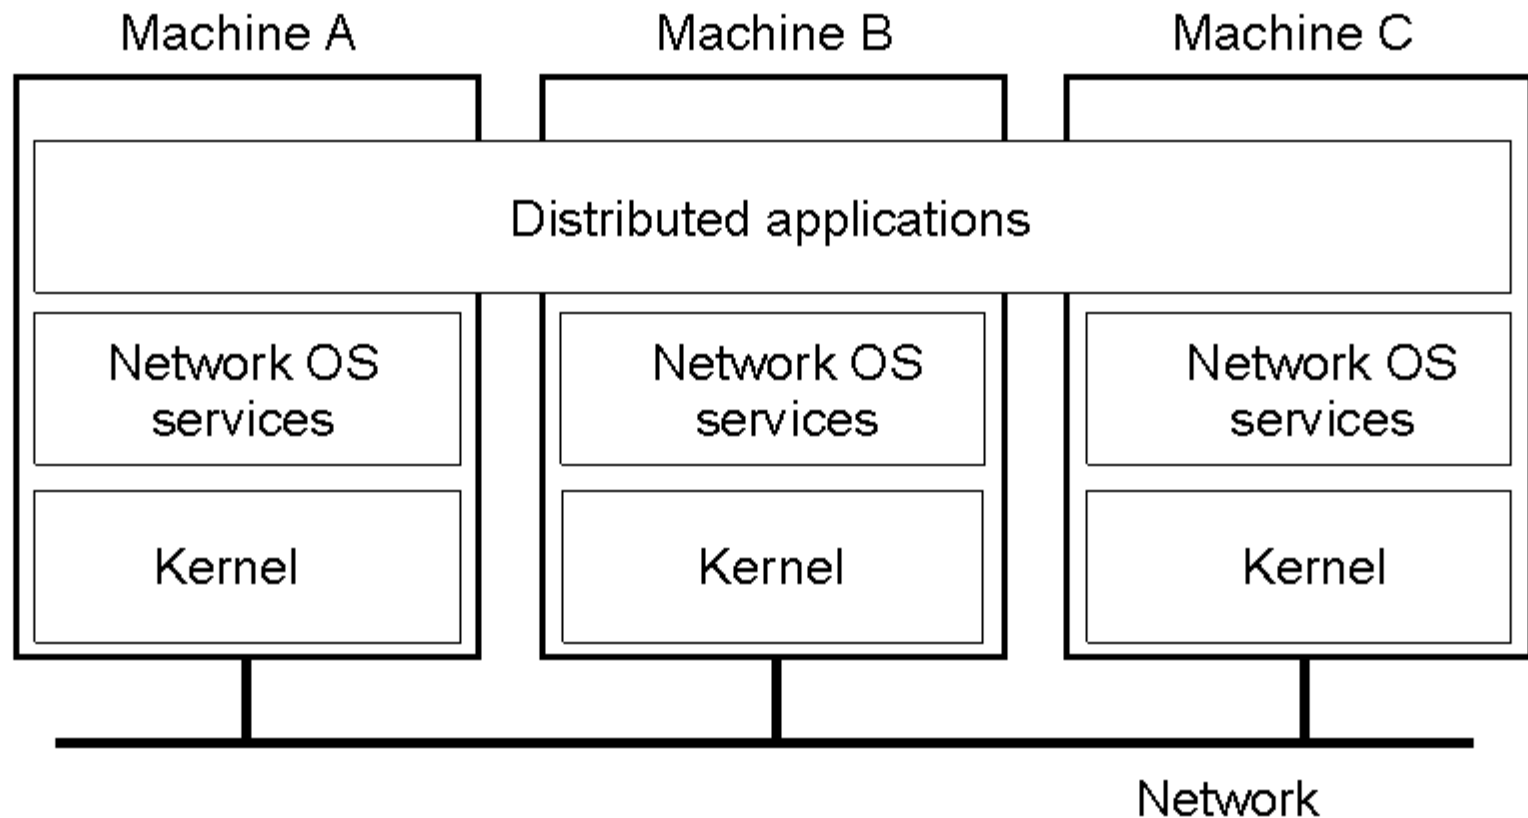 Machine A
Machine B
Machine C
Distributed applications
Network OS
services
Network OS
services
Network OS
services
Kernel
Kernel
Kernel
Network